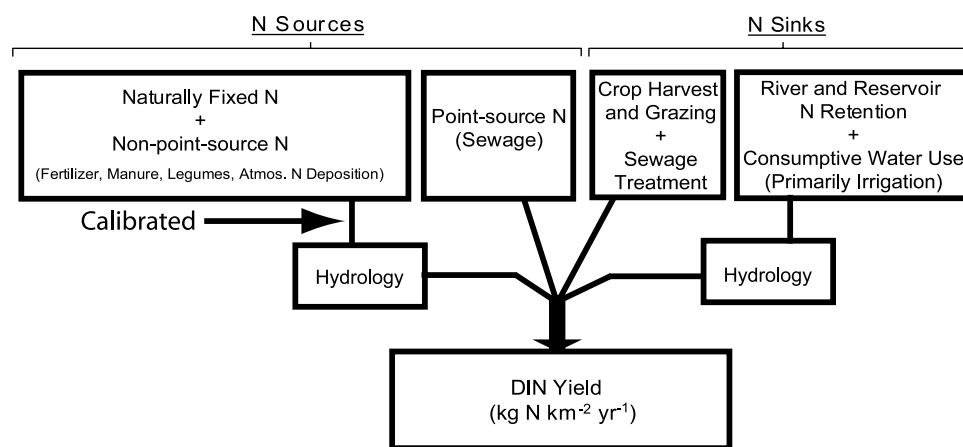 N Sources
N Sinks
Naturally Fixed N
+
Non-point-source N
(Fertilizer, Manure, Legumes, Atmos. N Deposition)
Point-source N
(Sewage)
Crop Harvest
and Grazing
+
Sewage
Treatment
River and Reservoir
N Retention
+
Consumptive Water Use
(Primarily Irrigation)
Calibrated
Hydrology
Hydrology
DIN Yield
(kg N km⁻² yr⁻¹)